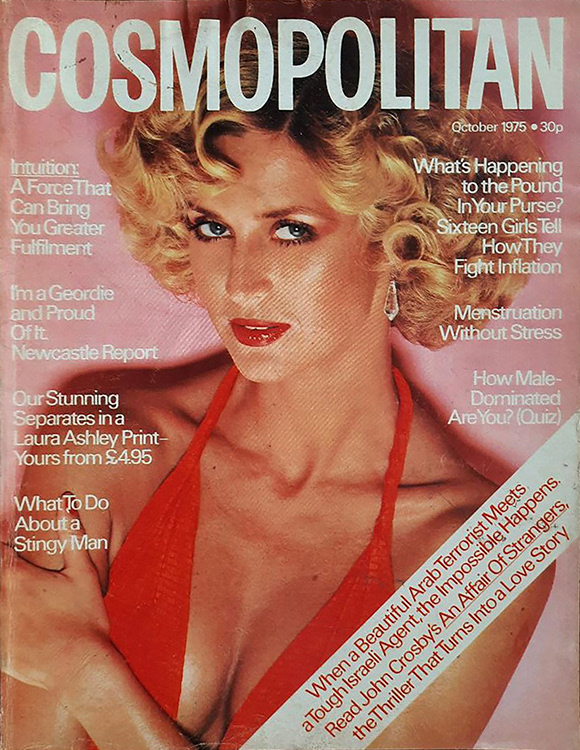 COSMOPOLITAN
October 1975 • 30p
Intuition:
A Force That
Can Bring
You Greater
Fulfilment
I'm a Geordie
and Proud
Of It.
Newcastle Report
Our Stunning
Separates in a
Laura Ashley Print–
Yours from £4.95
What To Do
About a
Stingy Man
What's Happening
to the Pound
In Your Purse?
Sixteen Girls Tell
How They
Fight Inflation
Menstruation
Without Stress
How Male-
Dominated
Are You? (Quiz)
When a Beautiful Arab Terrorist Meets
a Tough Israeli Agent, the Impossible Happens.
Read John Crosby's An Affair Of Strangers,
the Thriller That Turns Into a Love Story